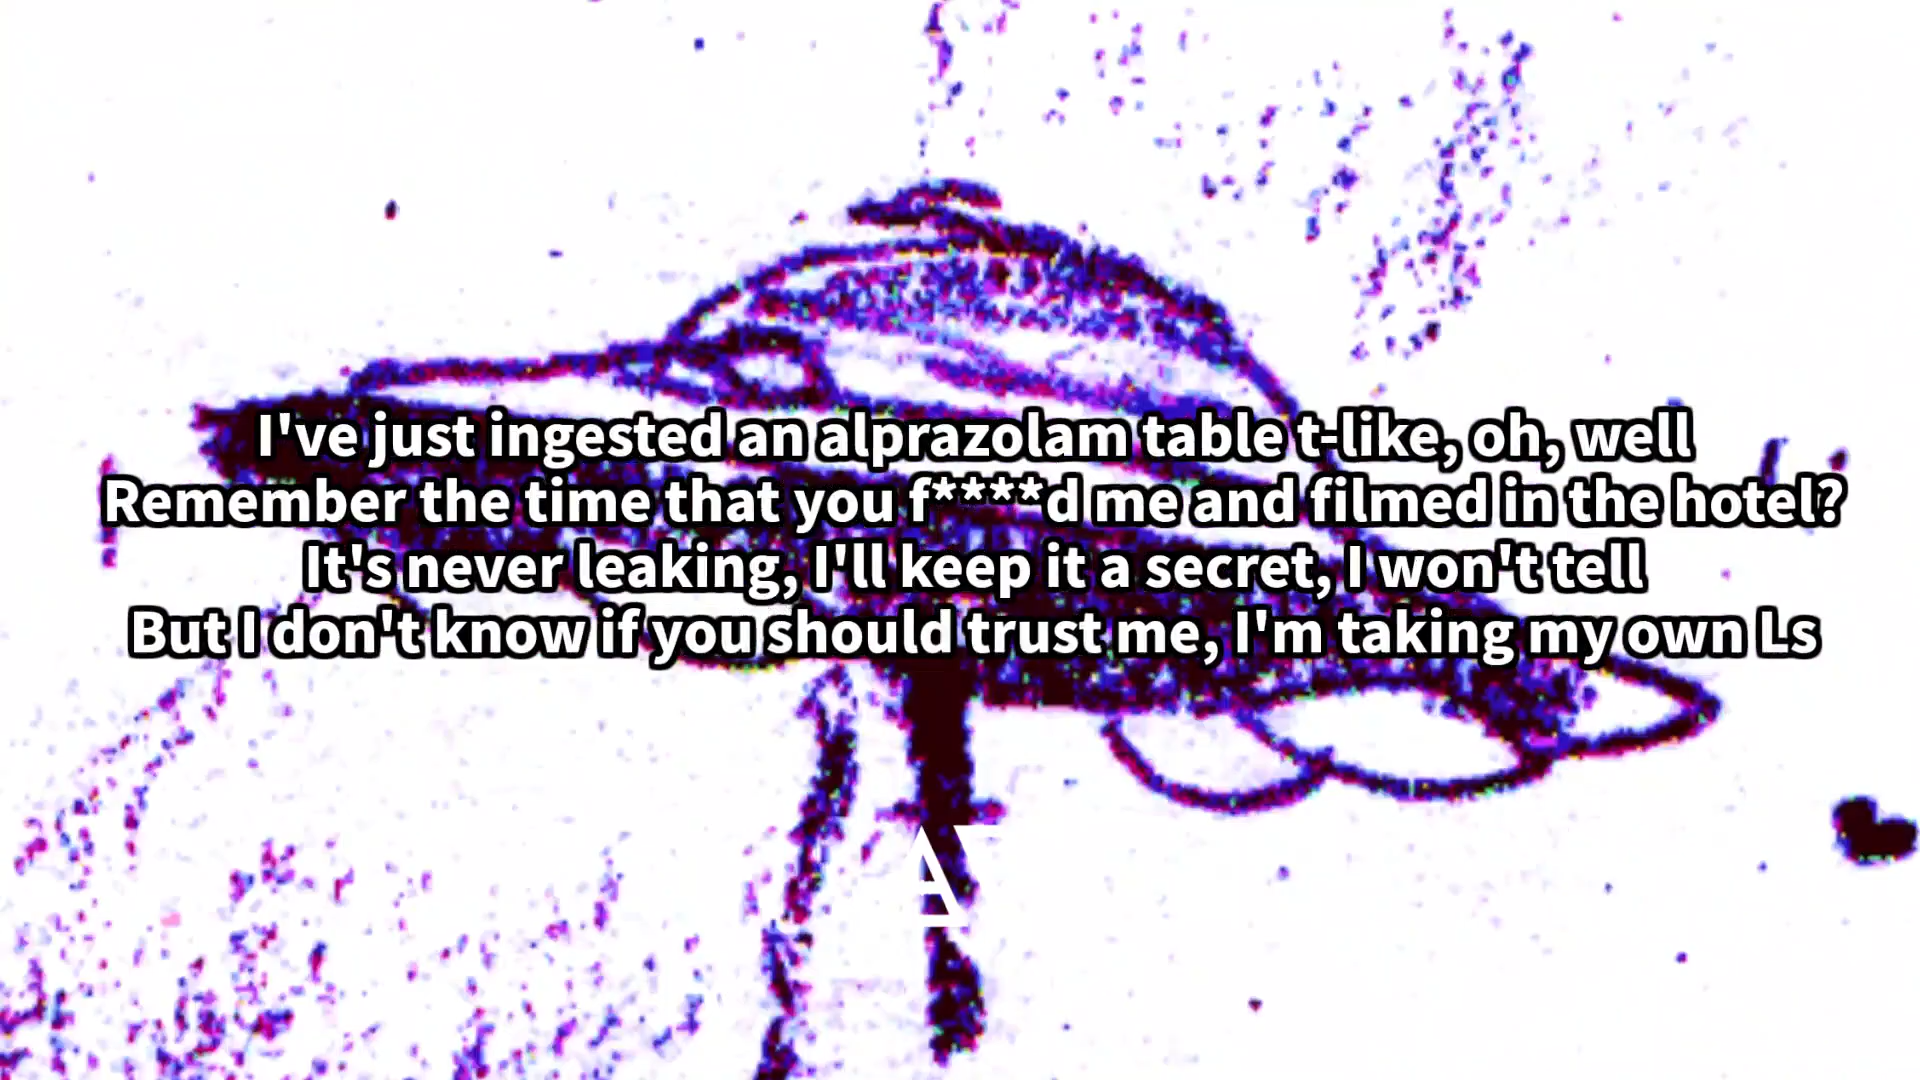 I've just ingested an alprazolam table t-like, oh, well
Remember the time that you f****d me and filmed in the hotel?
It's never leaking, I'll keep it a secret, I won't tell
But I don't know if you should trust me, I'm taking my own Ls